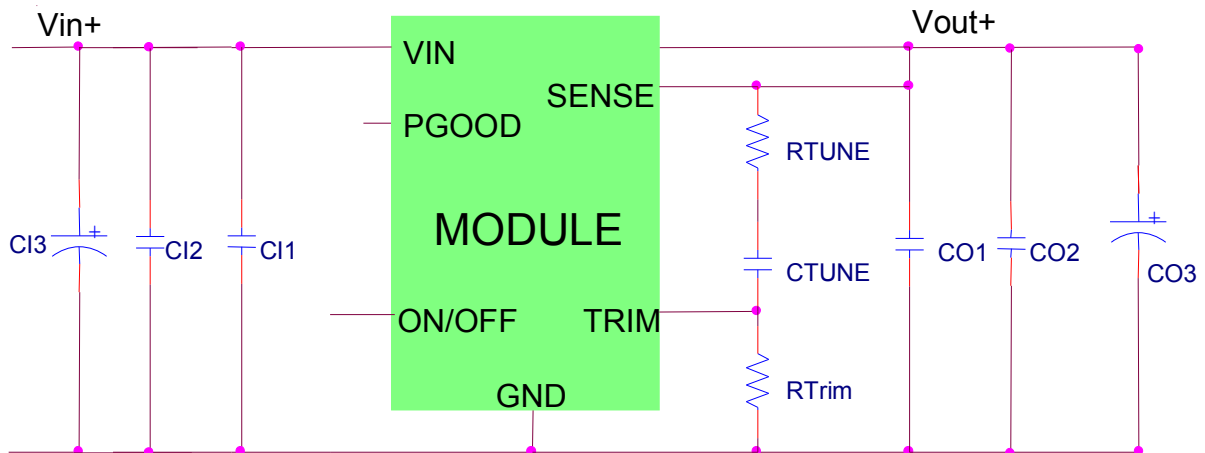 Vin+
Vout+
VIN
SENSE
PGOOD
RTUNE
MODULE
CI3
CI2
CI1
CTUNE
CO1
CO2
CO3
ON/OFF
TRIM
RTrim
GND